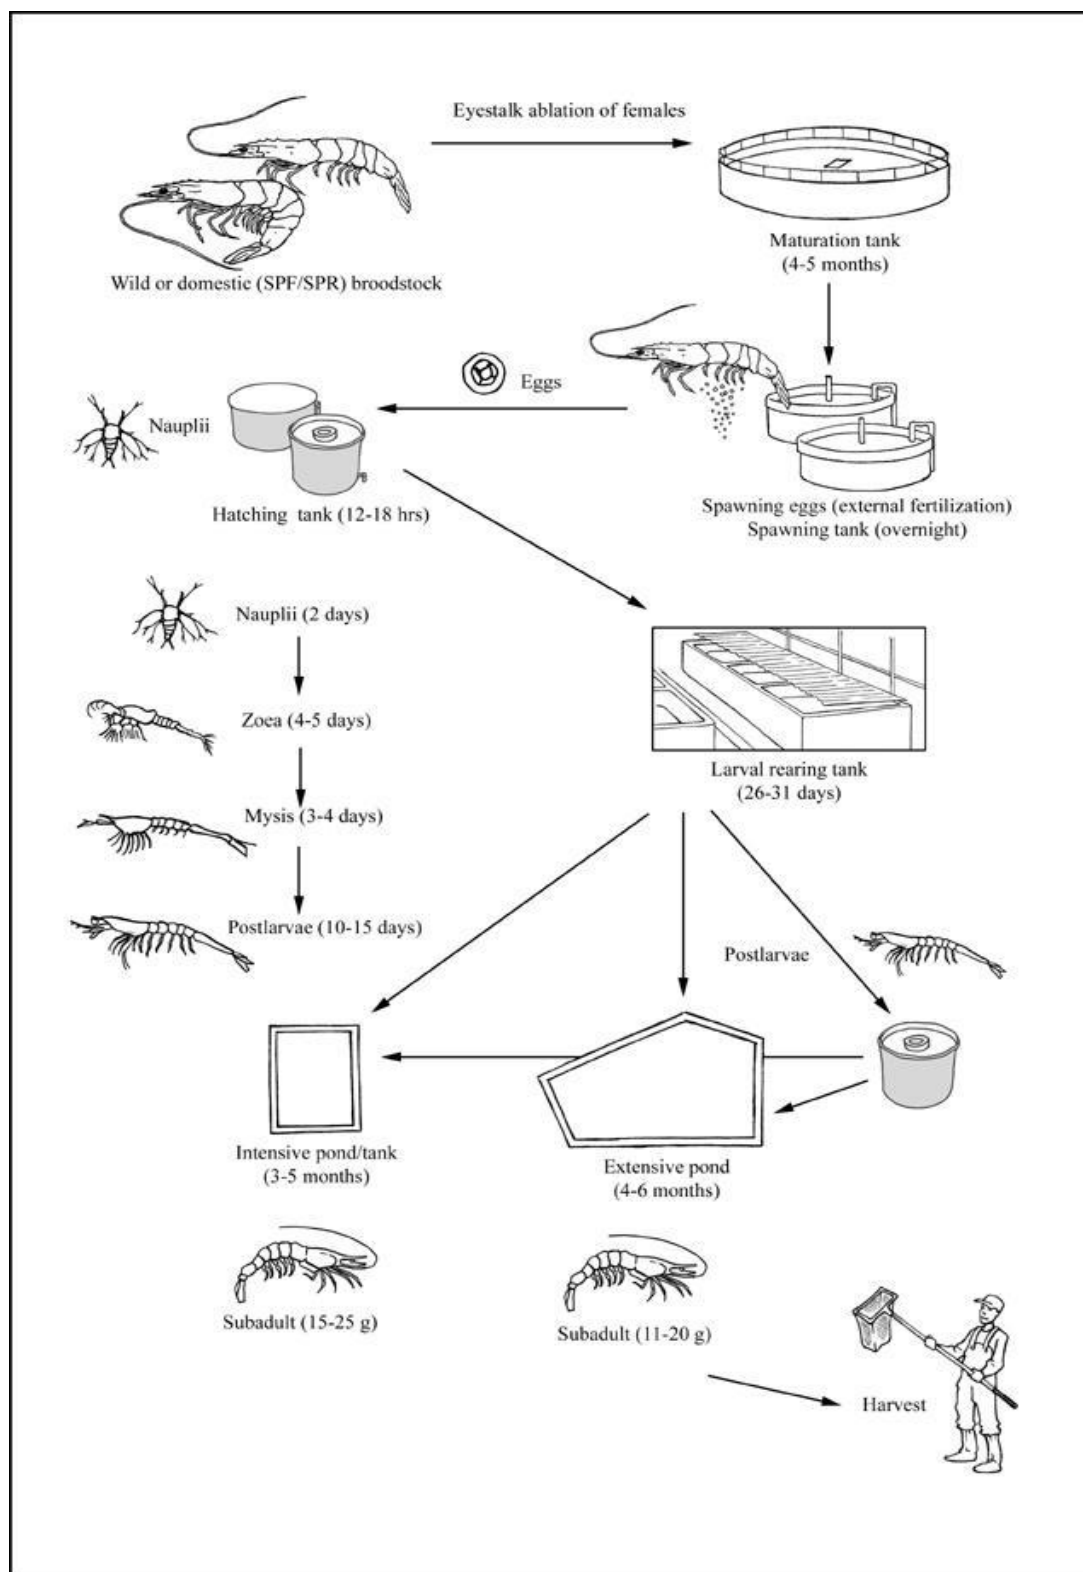 Eyestalk ablation of females
Wild or domestic (SPF/SPR) broodstock
Maturation tank
(4-5 months)
Eggs
Nauplii
Hatching tank (12-18 hrs)
Spawning eggs (external fertilization)
Spawning tank (overnight)
Nauplii (2 days)
Zoea (4-5 days)
Mysis (3-4 days)
Postlarvae (10-15 days)
Larval rearing tank
(26-31 days)
Postlarvae
Intensive pond/tank
(3-5 months)
Extensive pond
(4-6 months)
Subadult (15-25 g)
Subadult (11-20 g)
Harvest